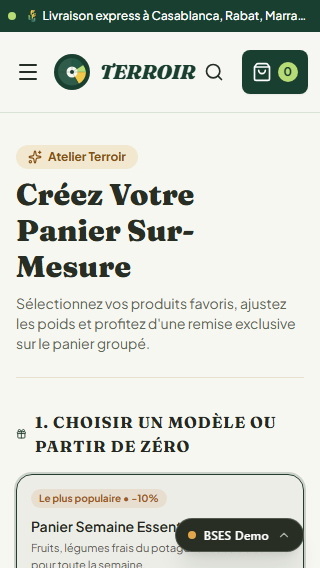 Livraison express à Casablanca, Rabat, Marra...
TERROIR
0
Atelier Terroir
Créez Votre
Panier Sur-
Mesure
Sélectionnez vos produits favoris, ajustez
les poids et profitez d'une remise exclusive
sur le panier groupé.
1. CHOISIR UN MODÈLE OU
PARTIR DE ZÉRO
Le plus populaire • -10%
Panier Semaine Essen
BSES Demo
Fruits, légumes frais du potag
pour toute la semaine